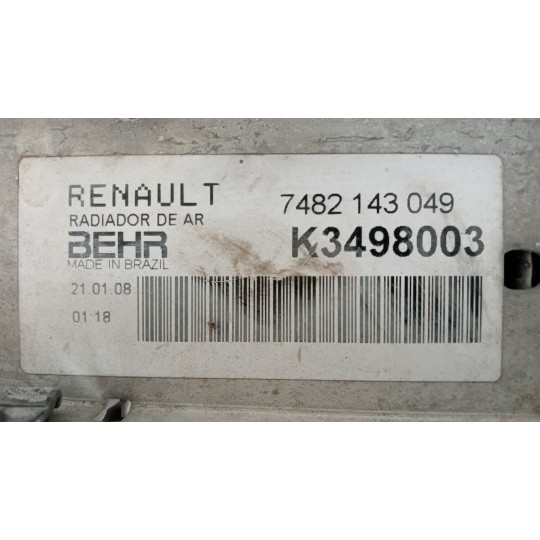 RENAULT 7482 143 049
RADIADOR DE AR
BEHR K3498003
MADE IN BRAZIL
21.01.08
01:18